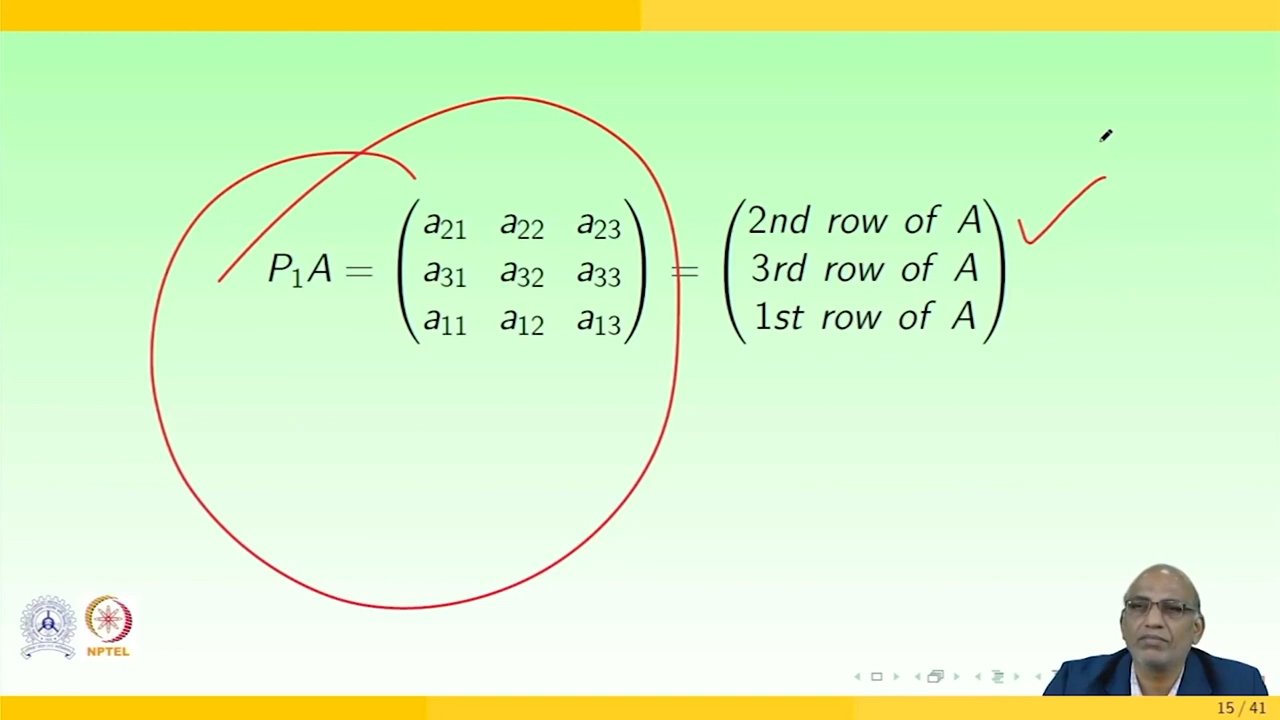 P₁A = ( a₂₁ a₂₂ a₂₃ ) = ( 2nd row of A )
( a₃₁ a₃₂ a₃₃ ) ( 3rd row of A )
( a₁₁ a₁₂ a₁₃ ) ( 1st row of A )
NPTEL
15 / 41